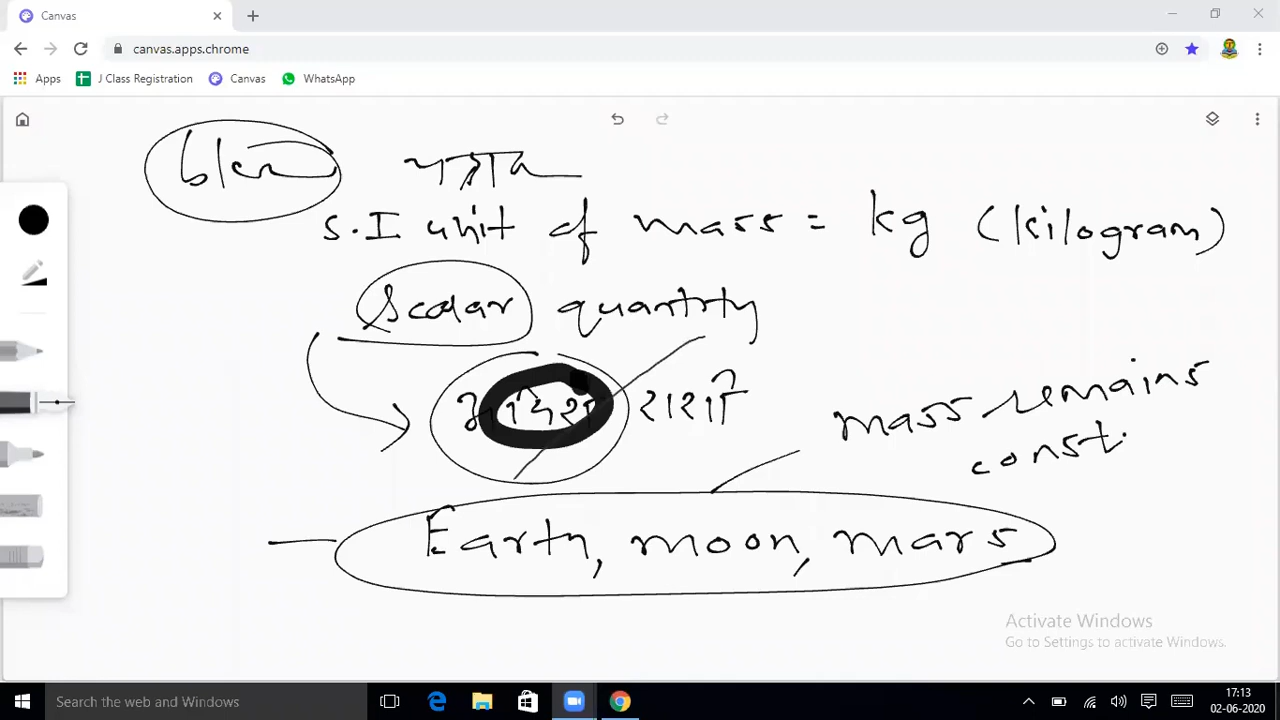 Canvas
canvas.apps.chrome
Apps J Class Registration Canvas WhatsApp
S.I unit of mass = kg (kilogram)
Scalar quantity
राशि
mass remains
const.
Earth, moon, mars
Activate Windows
Go to Settings to activate Windows.
Search the web and Windows
17:13
02-06-2020